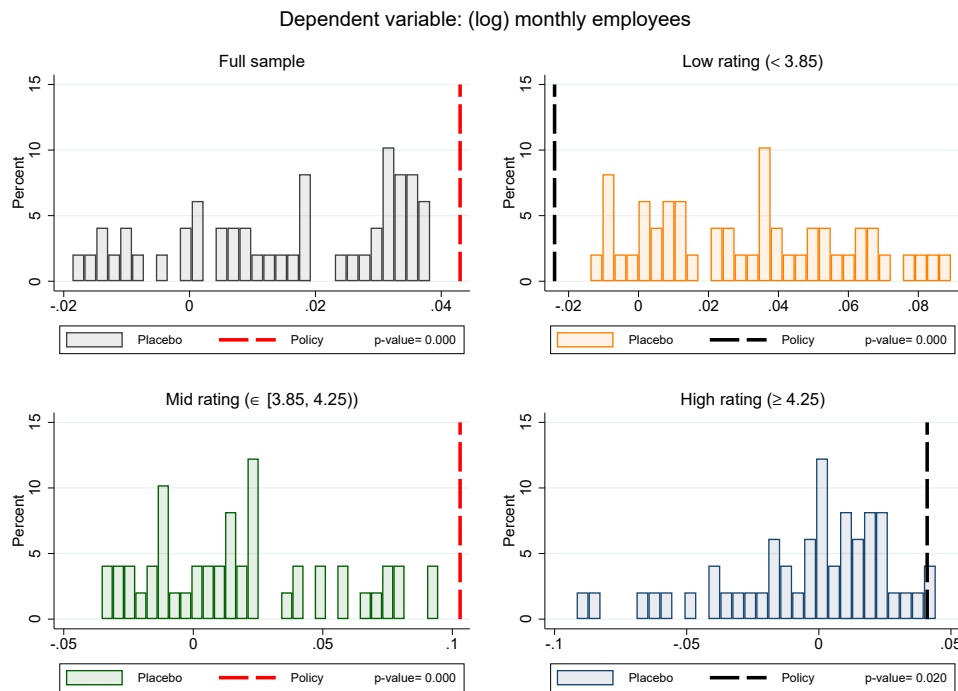 Dependent variable: (log) monthly employees
Full sample
Percent
15
10
5
0
-.02 0 .02 .04
Placebo Policy p-value= 0.000
Low rating (< 3.85)
Percent
15
10
5
0
-.02 0 .02 .04 .06 .08
Placebo Policy p-value= 0.000
Mid rating (∈ [3.85, 4.25))
Percent
15
10
5
0
-.05 0 .05 .1
Placebo Policy p-value= 0.000
High rating (≥ 4.25)
Percent
15
10
5
0
-.1 -.05 0 .05
Placebo Policy p-value= 0.020